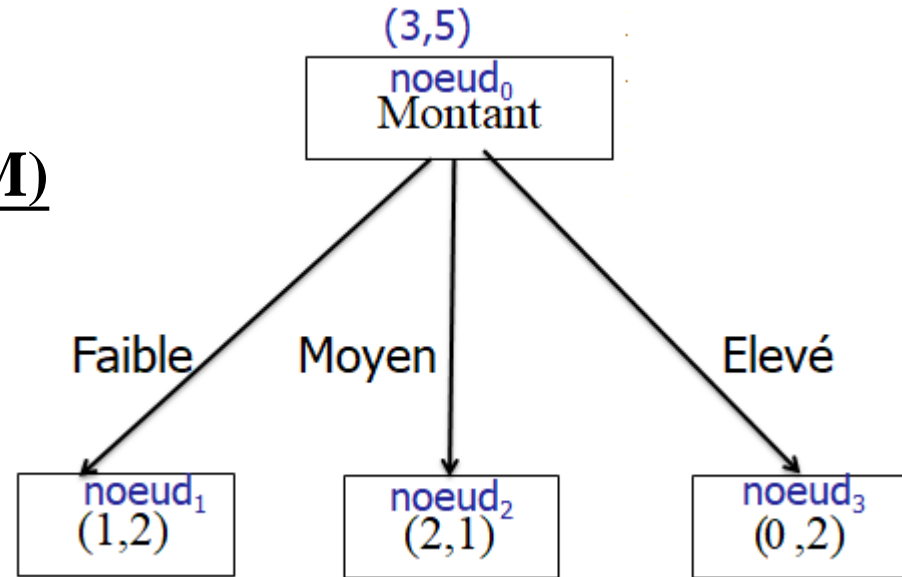 (3,5)
noeud₀
Montant
M)
Faible
Moyen
Elevé
noeud₁
(1,2)
noeud₂
(2,1)
noeud₃
(0 ,2)